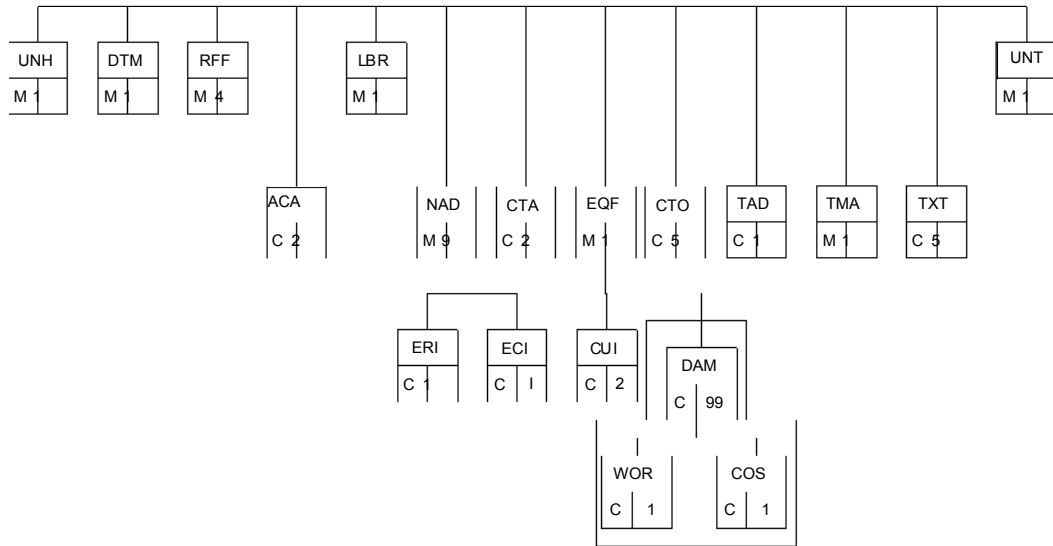 UNH DTM RFF LBR UNT
M 1 M 1 M 4 M 1 M 1
ACA NAD CTA EQF CTO TAD TMA TXT
C 2 M 9 C 2 M 1 C 5 C 1 M 1 C 5
ERI ECI CUI DAM
C 1 C I C 2 C 99
WOR COS
C 1 C 1